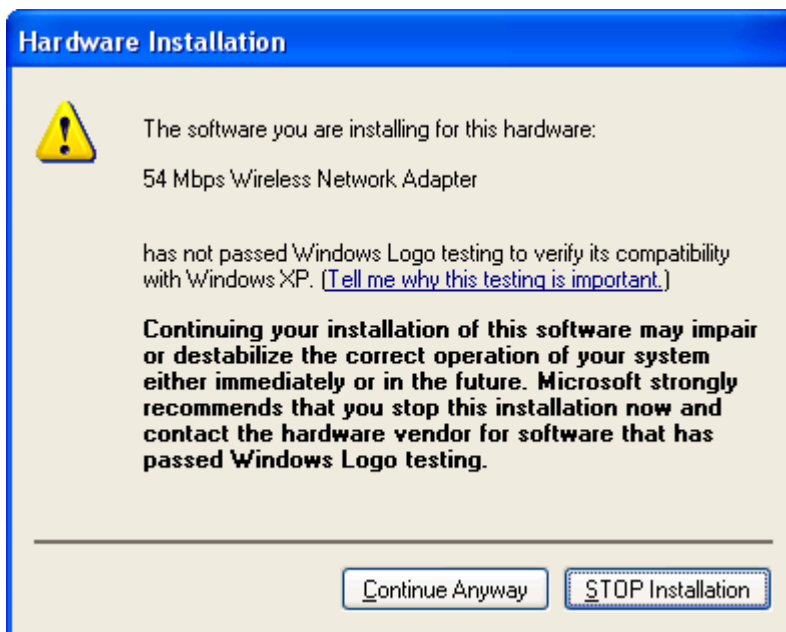 Hardware Installation
The software you are installing for this hardware:
54 Mbps Wireless Network Adapter
has not passed Windows Logo testing to verify its compatibility
with Windows XP. (Tell me why this testing is important.)
Continuing your installation of this software may impair
or destabilize the correct operation of your system
either immediately or in the future. Microsoft strongly
recommends that you stop this installation now and
contact the hardware vendor for software that has
passed Windows Logo testing.
Continue Anyway STOP Installation